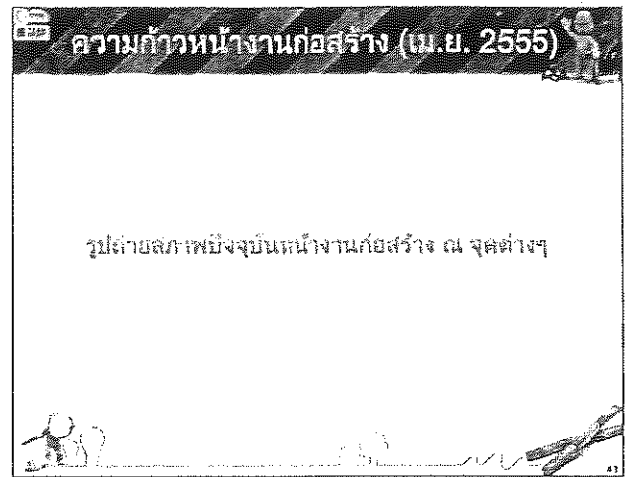 ความก้าวหน้างานก่อสร้าง (เม.ย. 2555)
รูปถ่ายสภาพปัจจุบันหน้างานก่อสร้าง ณ จุดต่างๆ
43